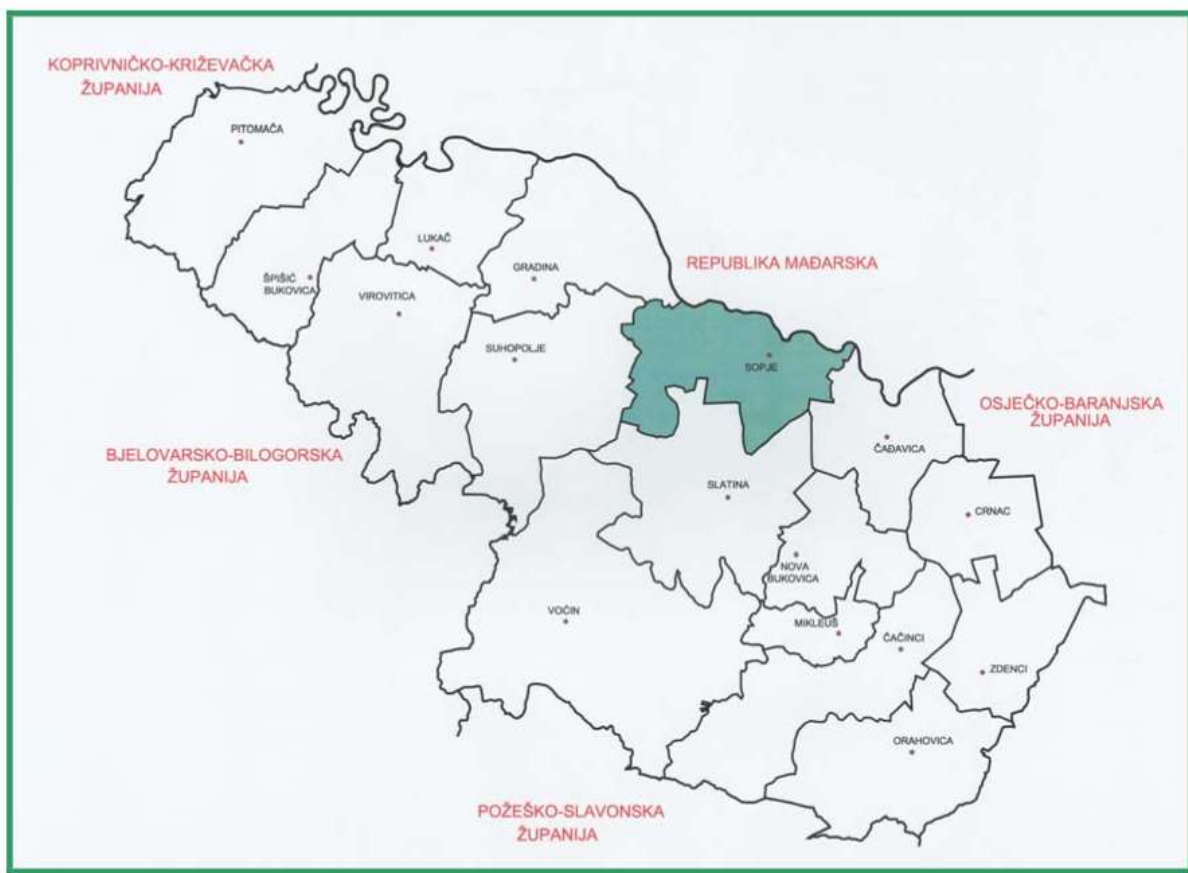 KOPRIVNIČKO-KRIŽEVAČKA
ŽUPANIJA
PITOMAČA
LUKAČ
REPUBLIKA MAĐARSKA
GRADINA
ŠPIŠIĆ
BUKOVICA
VIROVITICA
SUHOPOLJE
SOPJE
OSJEČKO-BARANJSKA
ŽUPANIJA
ČAĐAVICA
BJELOVARSKO-BILOGORSKA
ŽUPANIJA
SLATINA
CRNAC
NOVA
BUKOVICA
VOĆIN
MIKLEUŠ
ČAČINCI
ZDENCI
ORAHOVICA
POŽEŠKO-SLAVONSKA
ŽUPANIJA